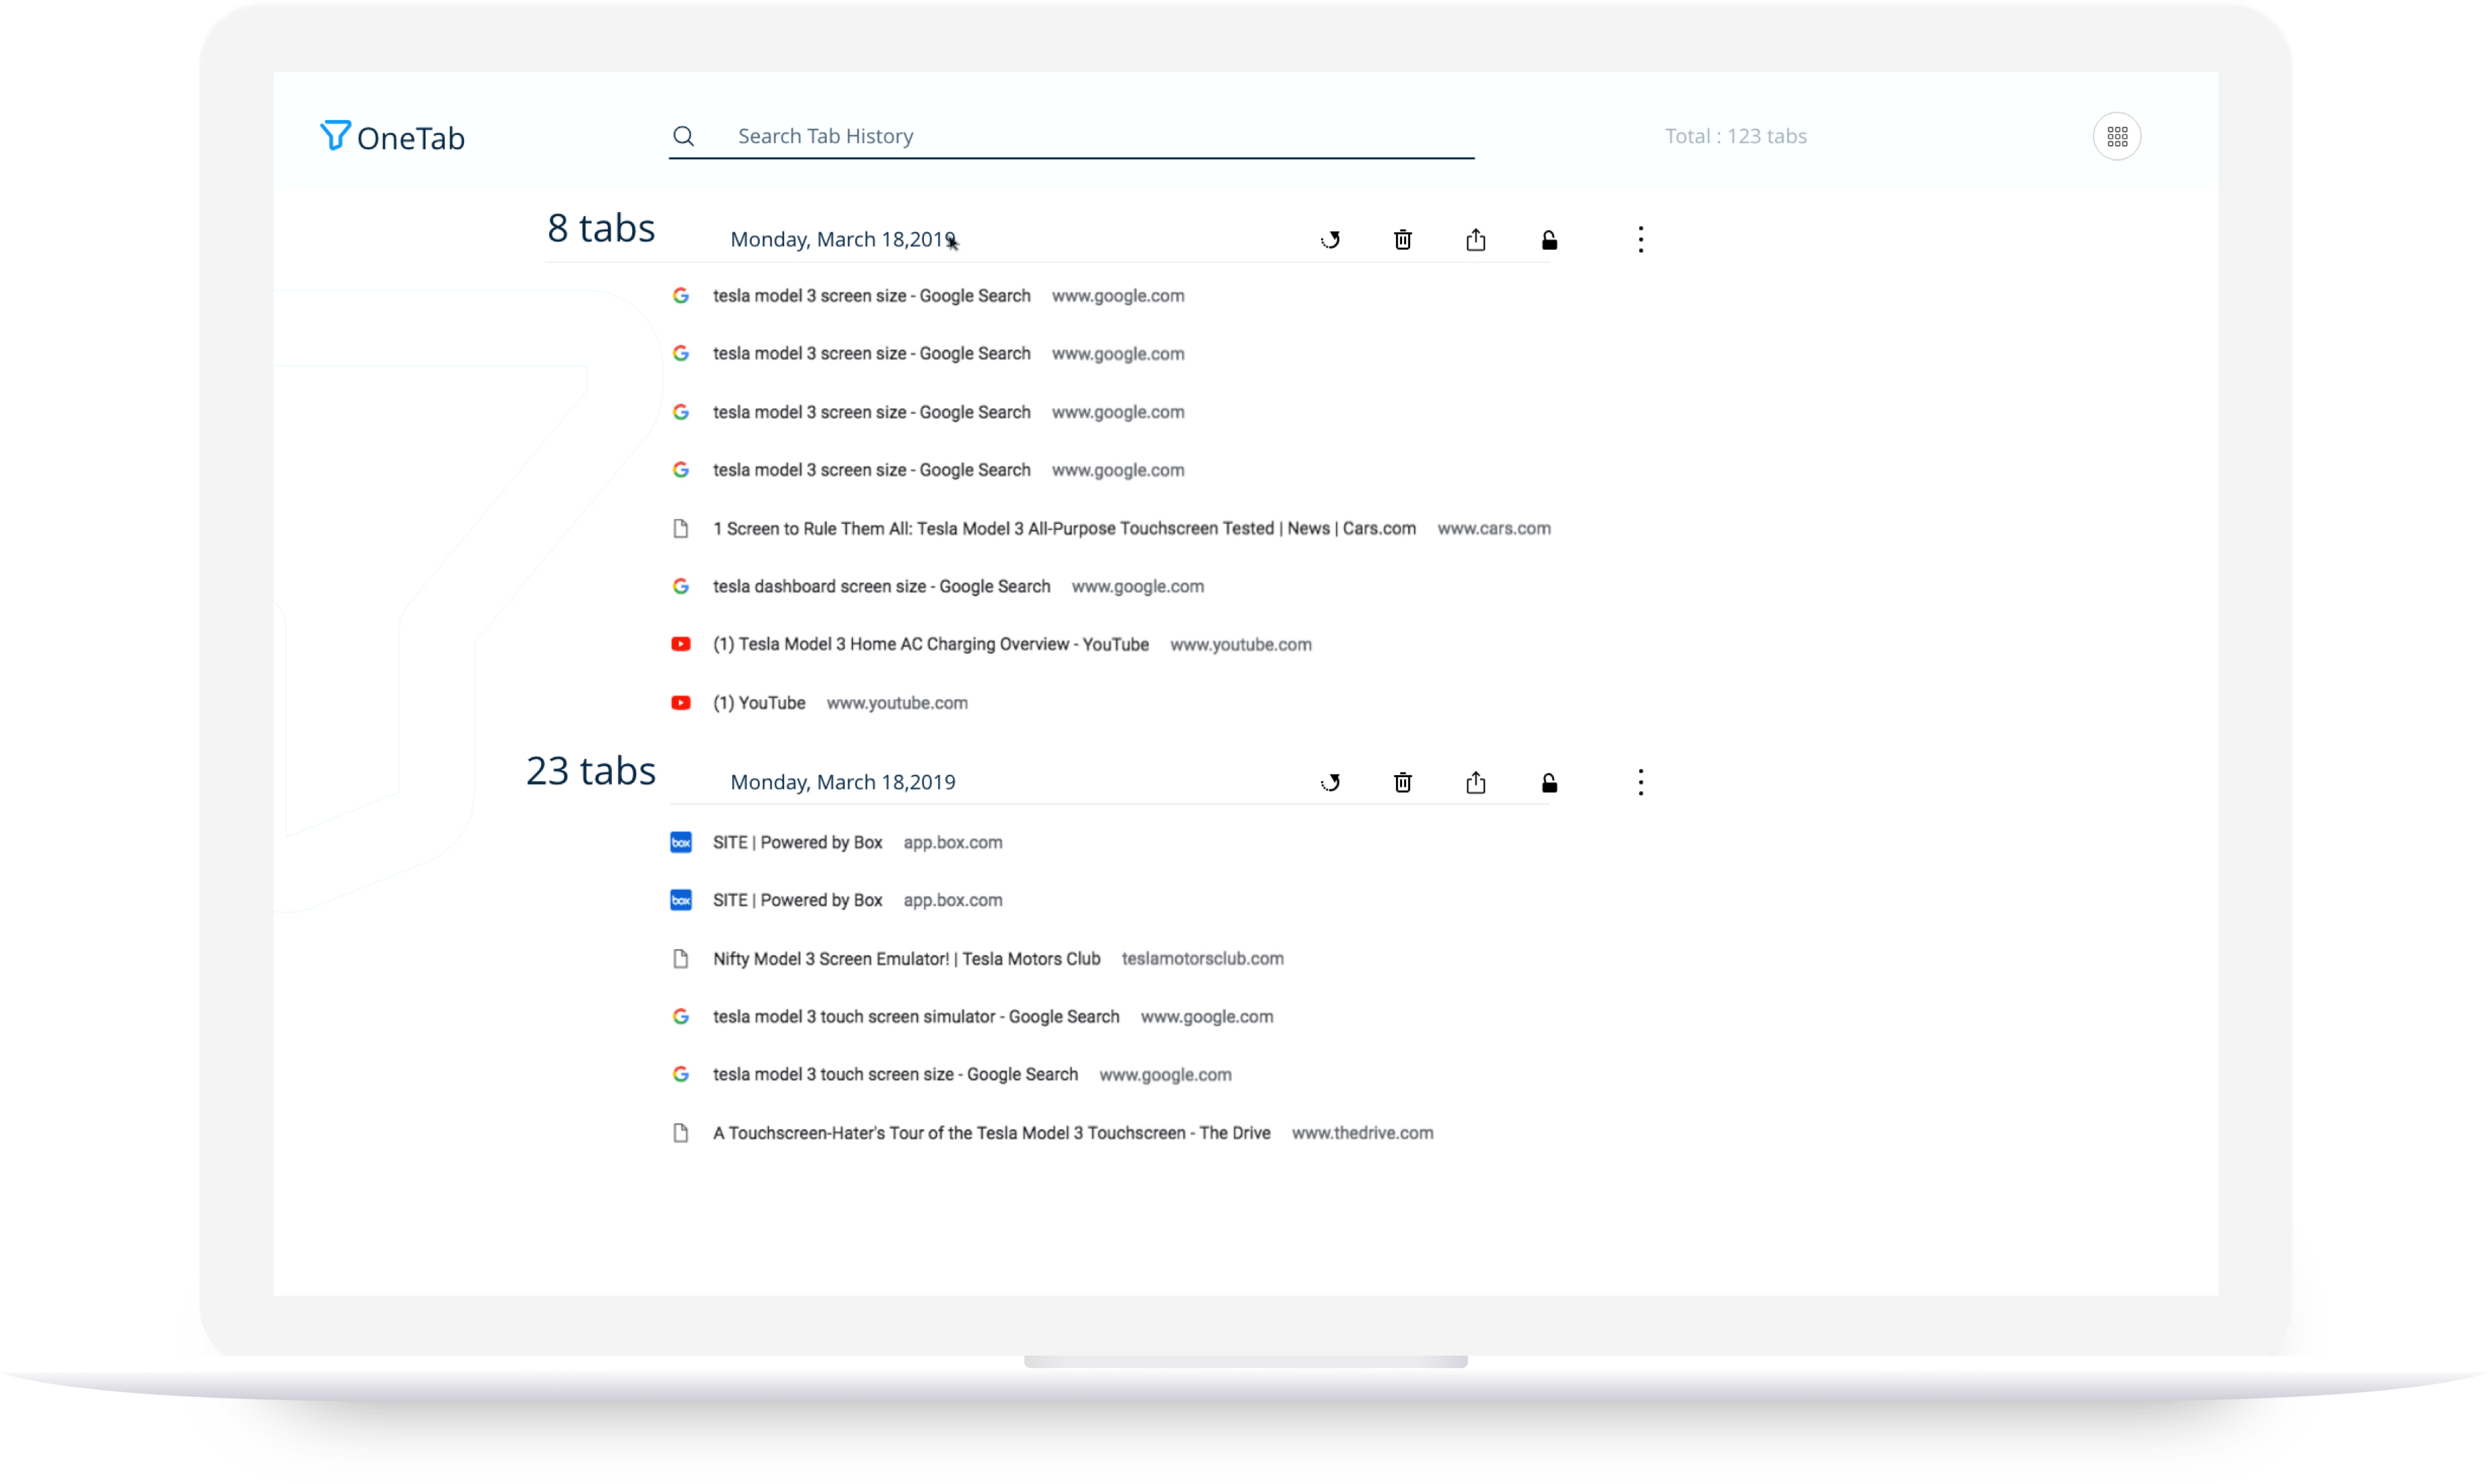 OneTab
Search Tab History
Total : 123 tabs
8 tabs
Monday, March 18,2019
tesla model 3 screen size - Google Search www.google.com
tesla model 3 screen size - Google Search www.google.com
tesla model 3 screen size - Google Search www.google.com
tesla model 3 screen size - Google Search www.google.com
1 Screen to Rule Them All: Tesla Model 3 All-Purpose Touchscreen Tested | News | Cars.com www.cars.com
tesla dashboard screen size - Google Search www.google.com
(1) Tesla Model 3 Home AC Charging Overview - YouTube www.youtube.com
(1) YouTube www.youtube.com
23 tabs
Monday, March 18,2019
box SITE | Powered by Box app.box.com
box SITE | Powered by Box app.box.com
Nifty Model 3 Screen Emulator! | Tesla Motors Club teslamotorsclub.com
tesla model 3 touch screen simulator - Google Search www.google.com
tesla model 3 touch screen size - Google Search www.google.com
A Touchscreen-Hater's Tour of the Tesla Model 3 Touchscreen - The Drive www.thedrive.com